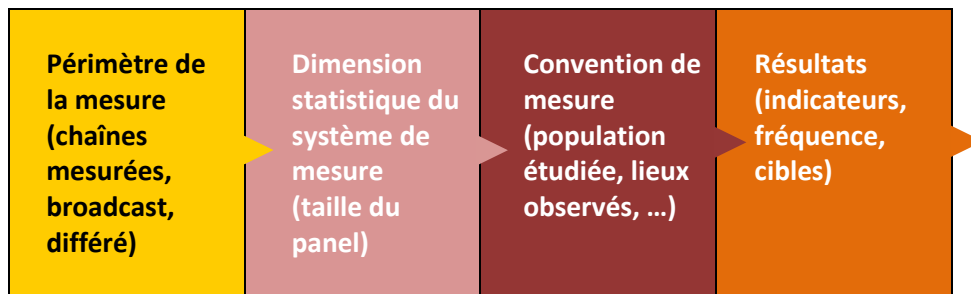 Périmètre de
la mesure
(chaînes
mesurées,
broadcast,
différé)
Dimension
statistique du
système de
mesure
(taille du
panel)
Convention de
mesure
(population
étudiée, lieux
observés, …)
Résultats
(indicateurs,
fréquence,
cibles)